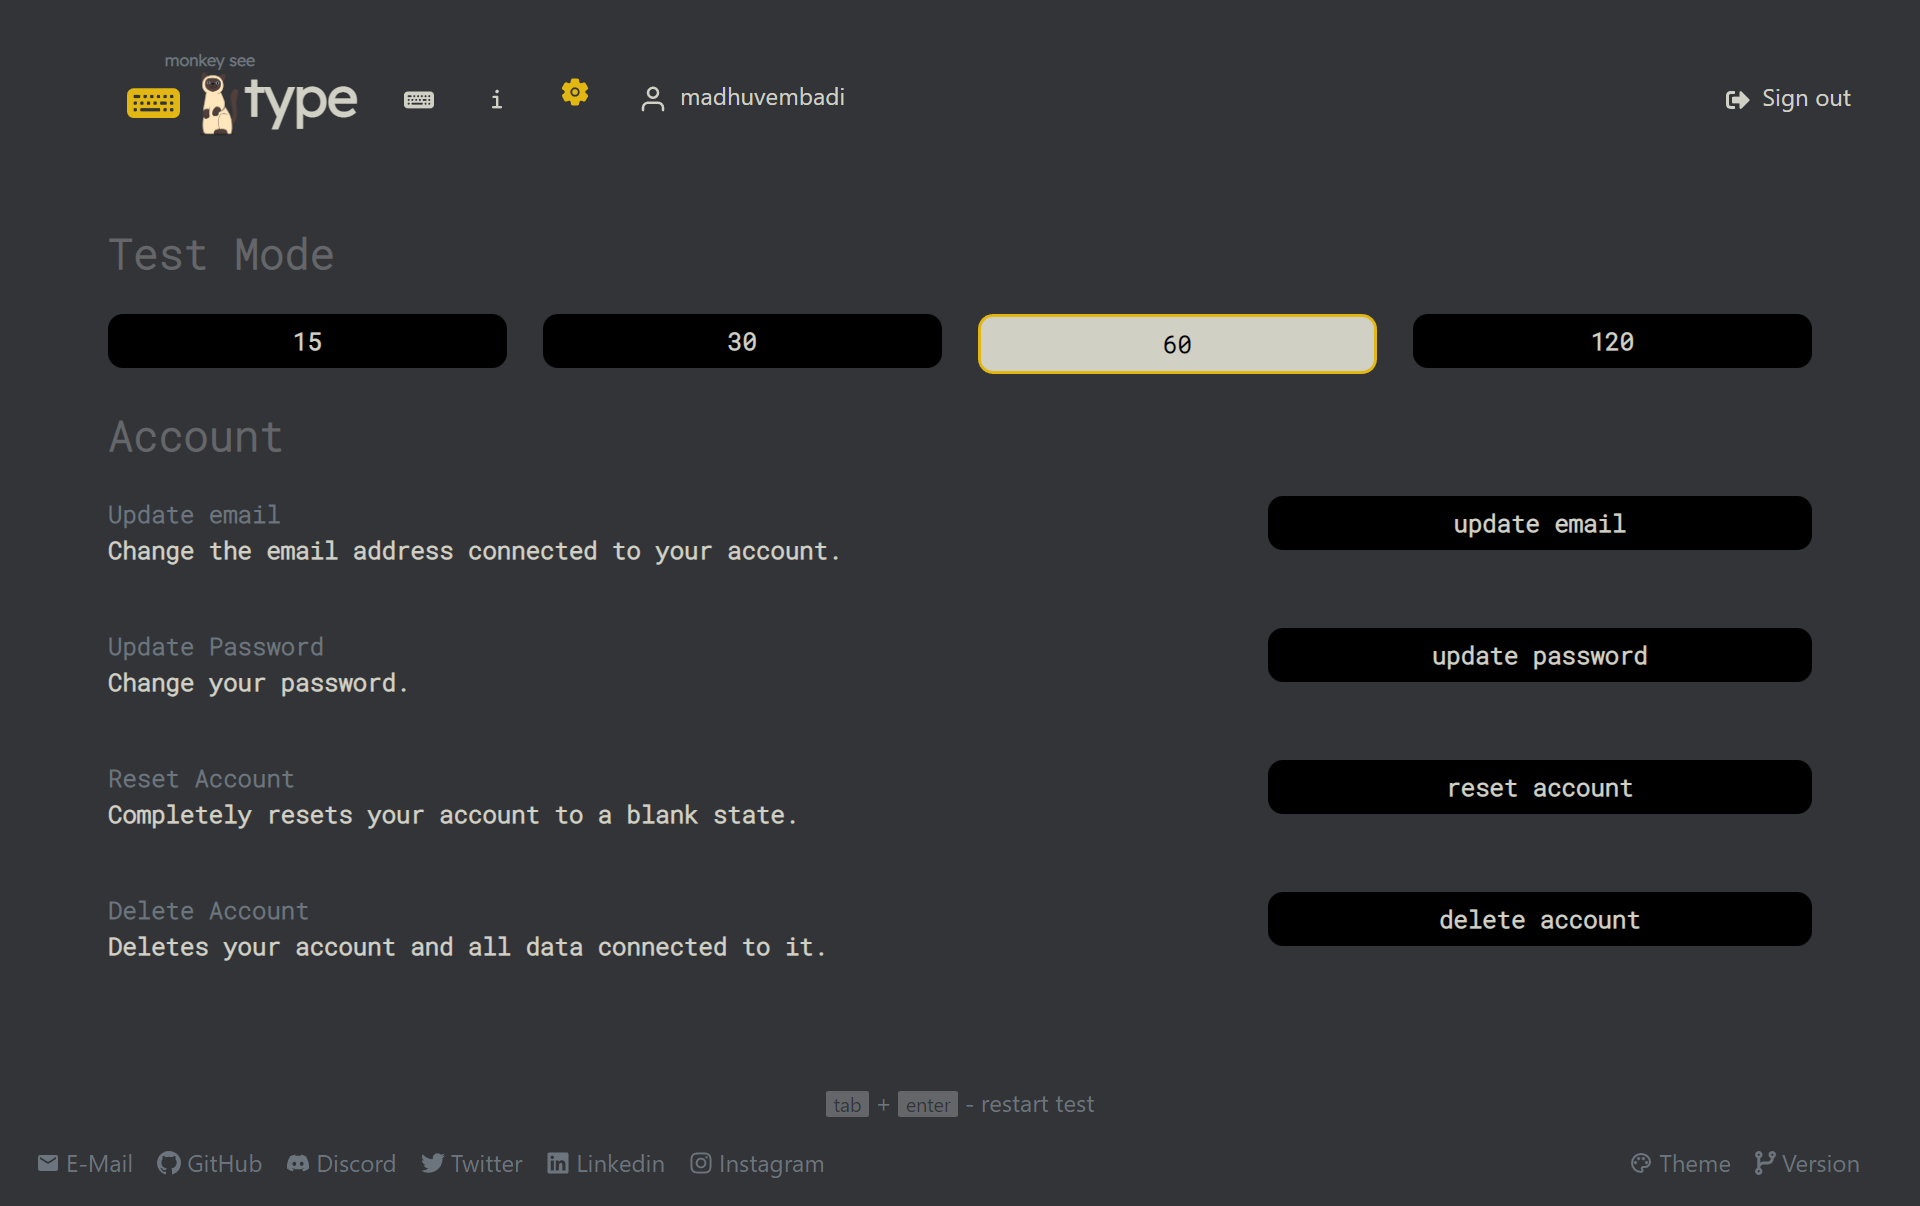 monkey see
type
i
madhuvembadi
Sign out
Test Mode
15
30
60
120
Account
Update email
Change the email address connected to your account.
update email
Update Password
Change your password.
update password
Reset Account
Completely resets your account to a blank state.
reset account
Delete Account
Deletes your account and all data connected to it.
delete account
tab + enter - restart test
E-Mail GitHub Discord Twitter Linkedin Instagram Theme Version